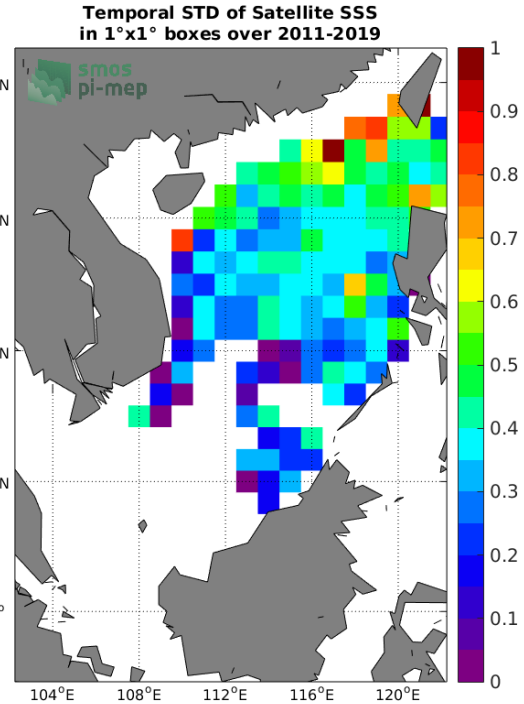 Temporal STD of Satellite SSS
in 1°x1° boxes over 2011-2019
smos
pi-mep
N
N
N
N
°
104°E 108°E 112°E 116°E 120°E
1
0.9
0.8
0.7
0.6
0.5
0.4
0.3
0.2
0.1
0